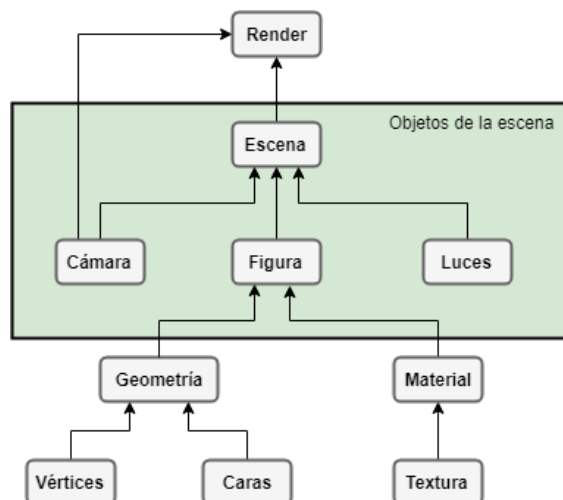 Render
Objetos de la escena
Escena
Cámara
Figura
Luces
Geometría
Material
Vértices
Caras
Textura